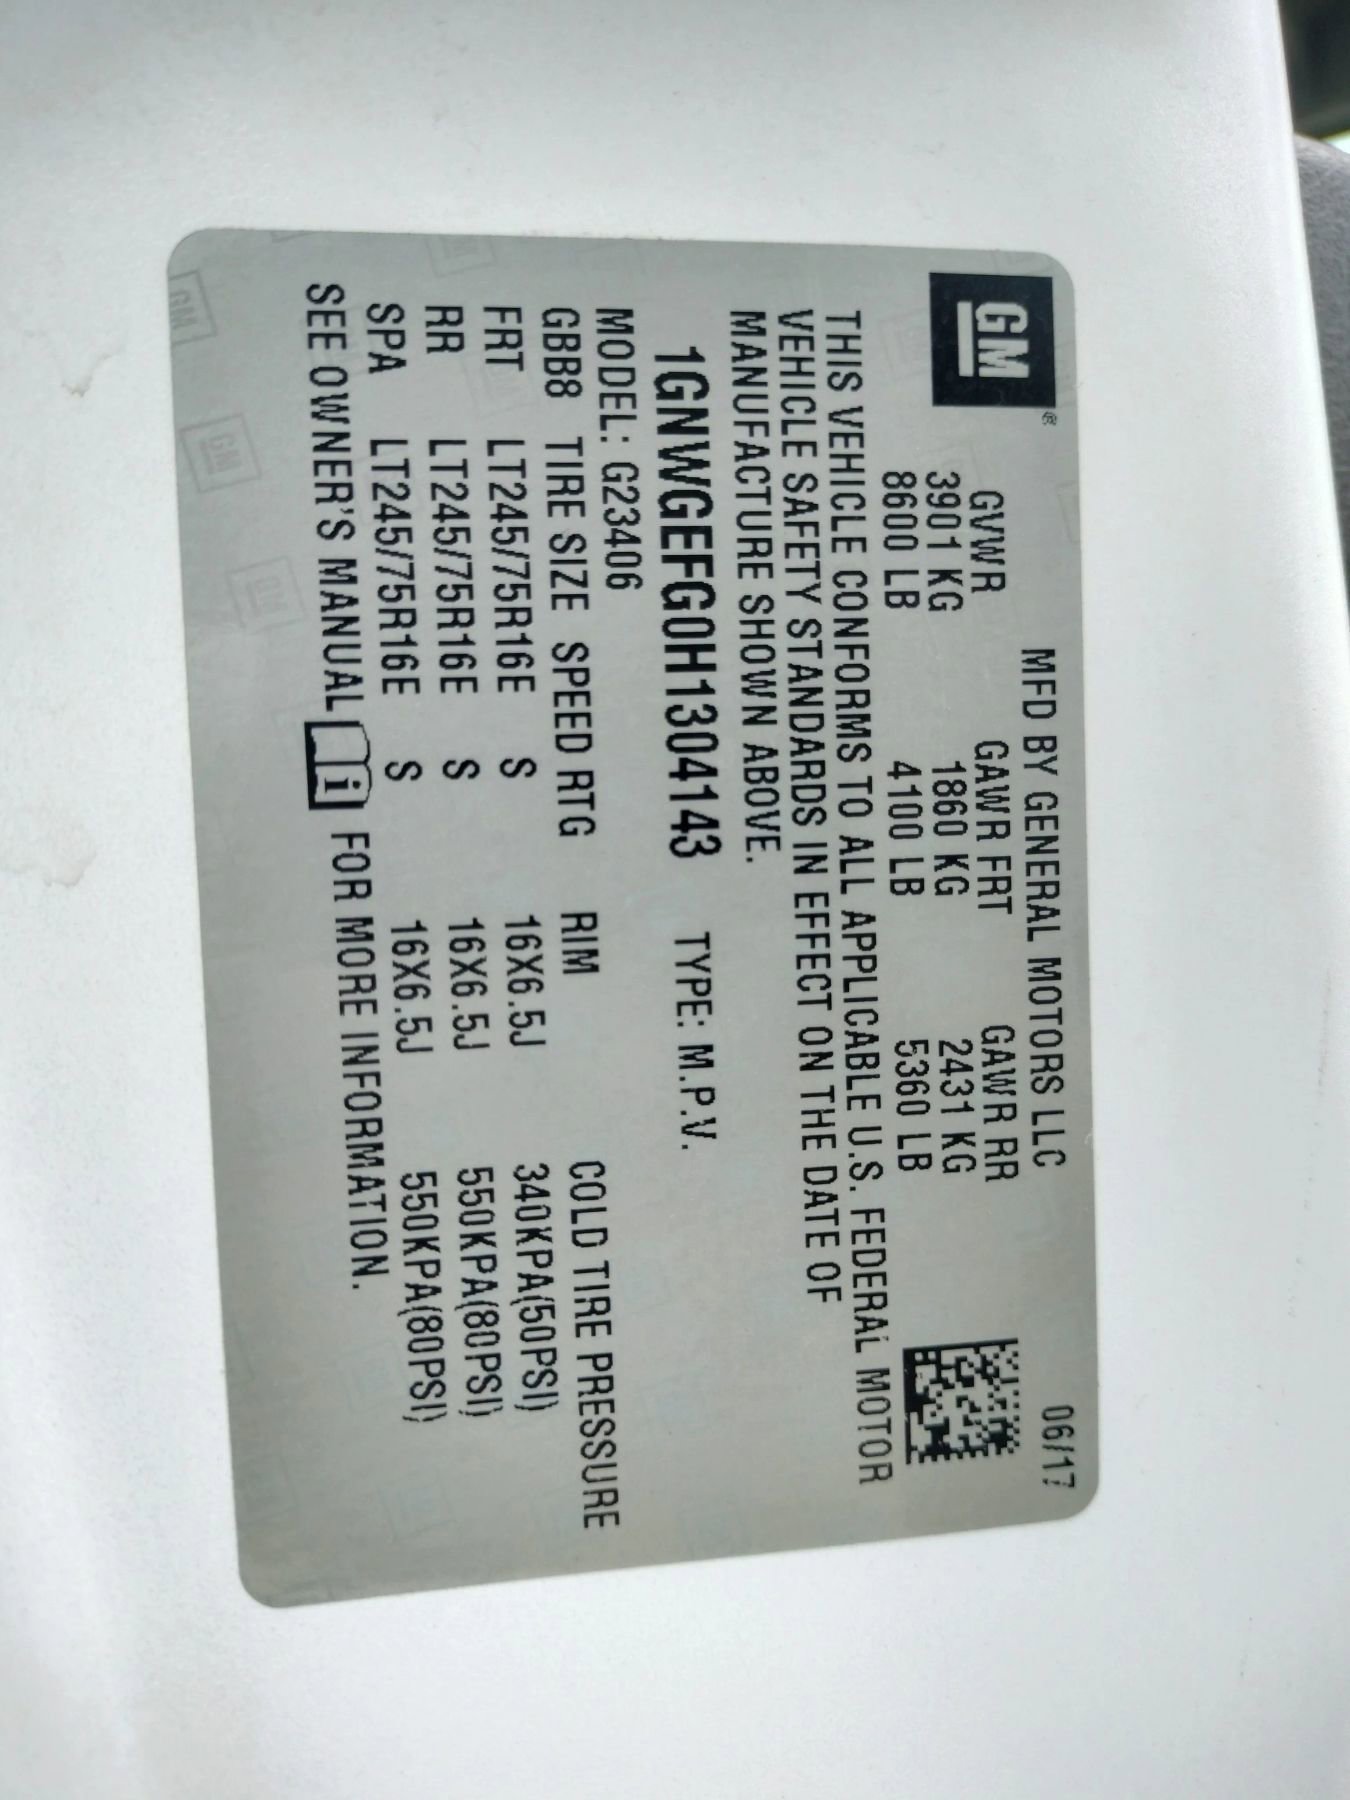 GM®
MFD BY GENERAL MOTORS LLC 06/17
GVWR GAWR FRT GAWR RR
3901 KG 1860 KG 2431 KG
8600 LB 4100 LB 5360 LB
THIS VEHICLE CONFORMS TO ALL APPLICABLE U.S. FEDERAL MOTOR
VEHICLE SAFETY STANDARDS IN EFFECT ON THE DATE OF
MANUFACTURE SHOWN ABOVE.
1GNWGEFG0H1304143 TYPE: M.P.V.
MODEL: G23406
GBB8 TIRE SIZE SPEED RTG RIM COLD TIRE PRESSURE
FRT LT245/75R16E S 16X6.5J 340KPA(50PSI)
RR LT245/75R16E S 16X6.5J 550KPA(80PSI)
SPA LT245/75R16E S 16X6.5J 550KPA(80PSI)
SEE OWNER'S MANUAL i FOR MORE INFORMATION.